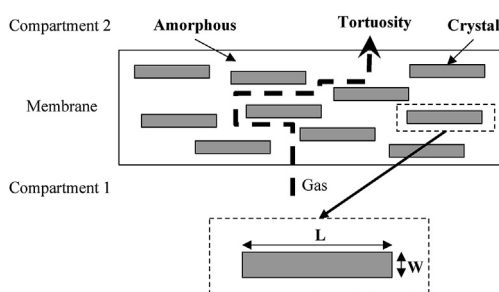 Compartment 2
Amorphous
Tortuosity
Crystal
Membrane
Compartment 1
Gas
L
W